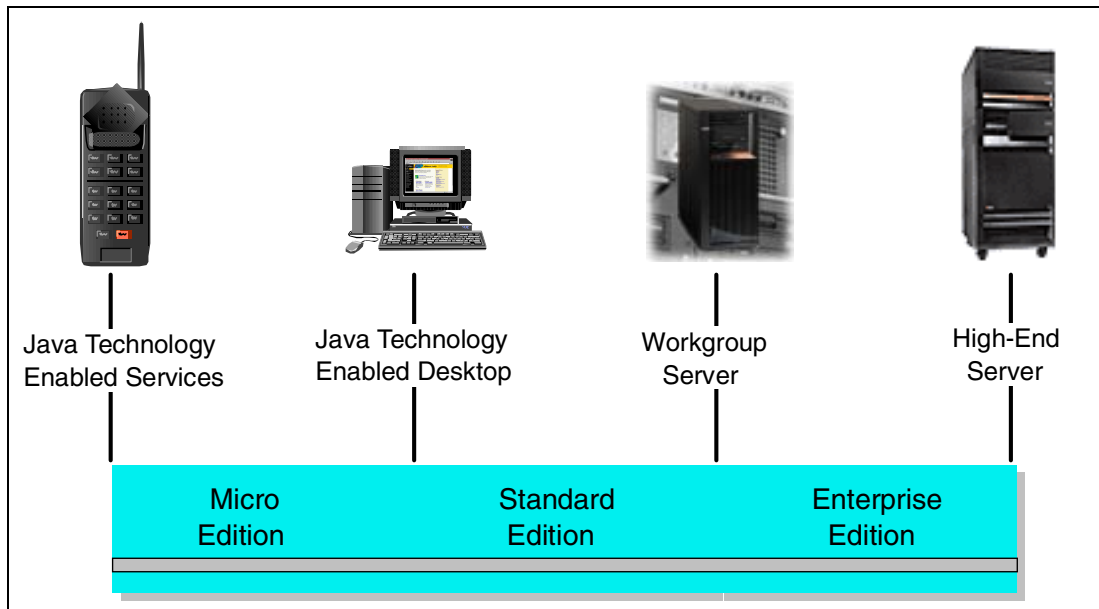 Java Technology
Enabled Services
Java Technology
Enabled Desktop
Workgroup
Server
High-End
Server
Micro
Edition
Standard
Edition
Enterprise
Edition